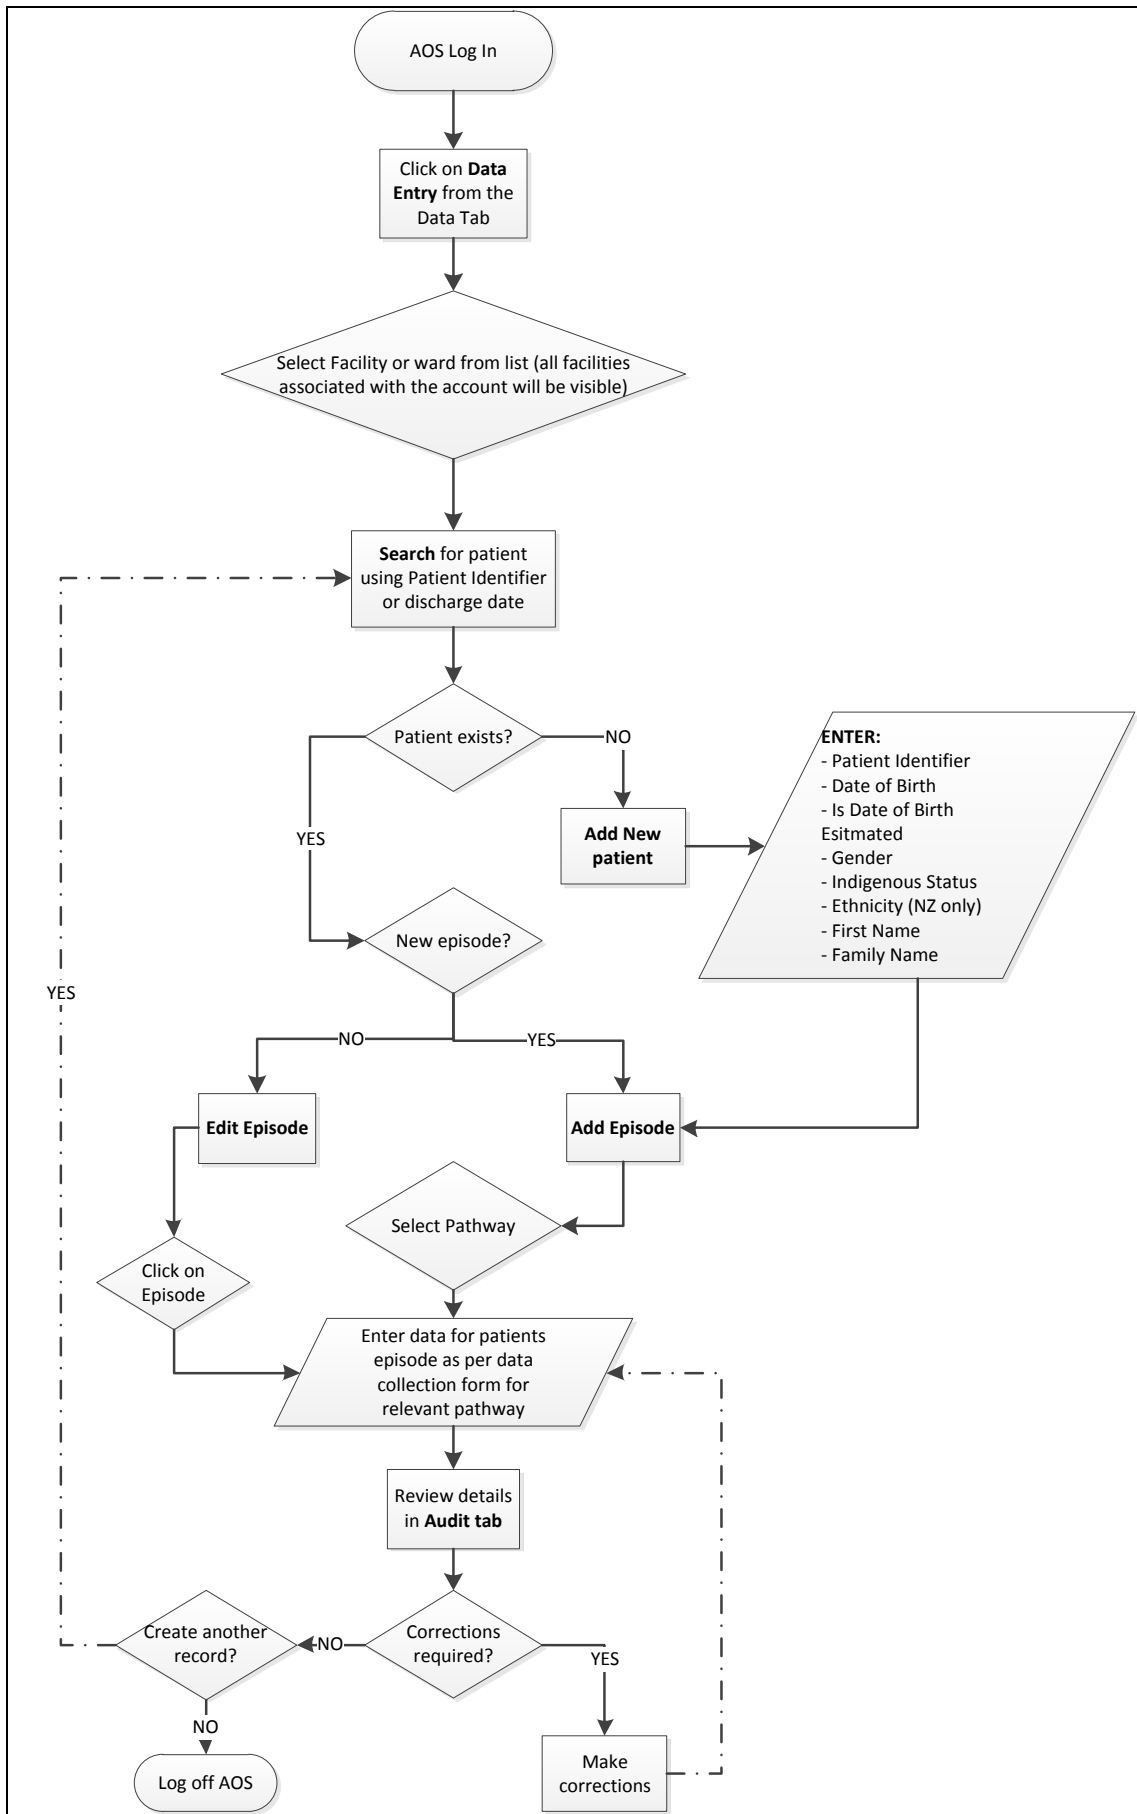 AOS Log In
Click on Data
Entry from the
Data Tab
Select Facility or ward from list (all facilities
associated with the account will be visible)
Search for patient
using Patient Identifier
or discharge date
Patient exists?
NO
YES
Add New
patient
ENTER:
- Patient Identifier
- Date of Birth
- Is Date of Birth
Esitmated
- Gender
- Indigenous Status
- Ethnicity (NZ only)
- First Name
- Family Name
New episode?
YES
NO
YES
Edit Episode
Add Episode
Select Pathway
Click on
Episode
Enter data for patients
episode as per data
collection form for
relevant pathway
Review details
in Audit tab
Create another
record?
NO
Corrections
required?
YES
NO
Log off AOS
Make
corrections